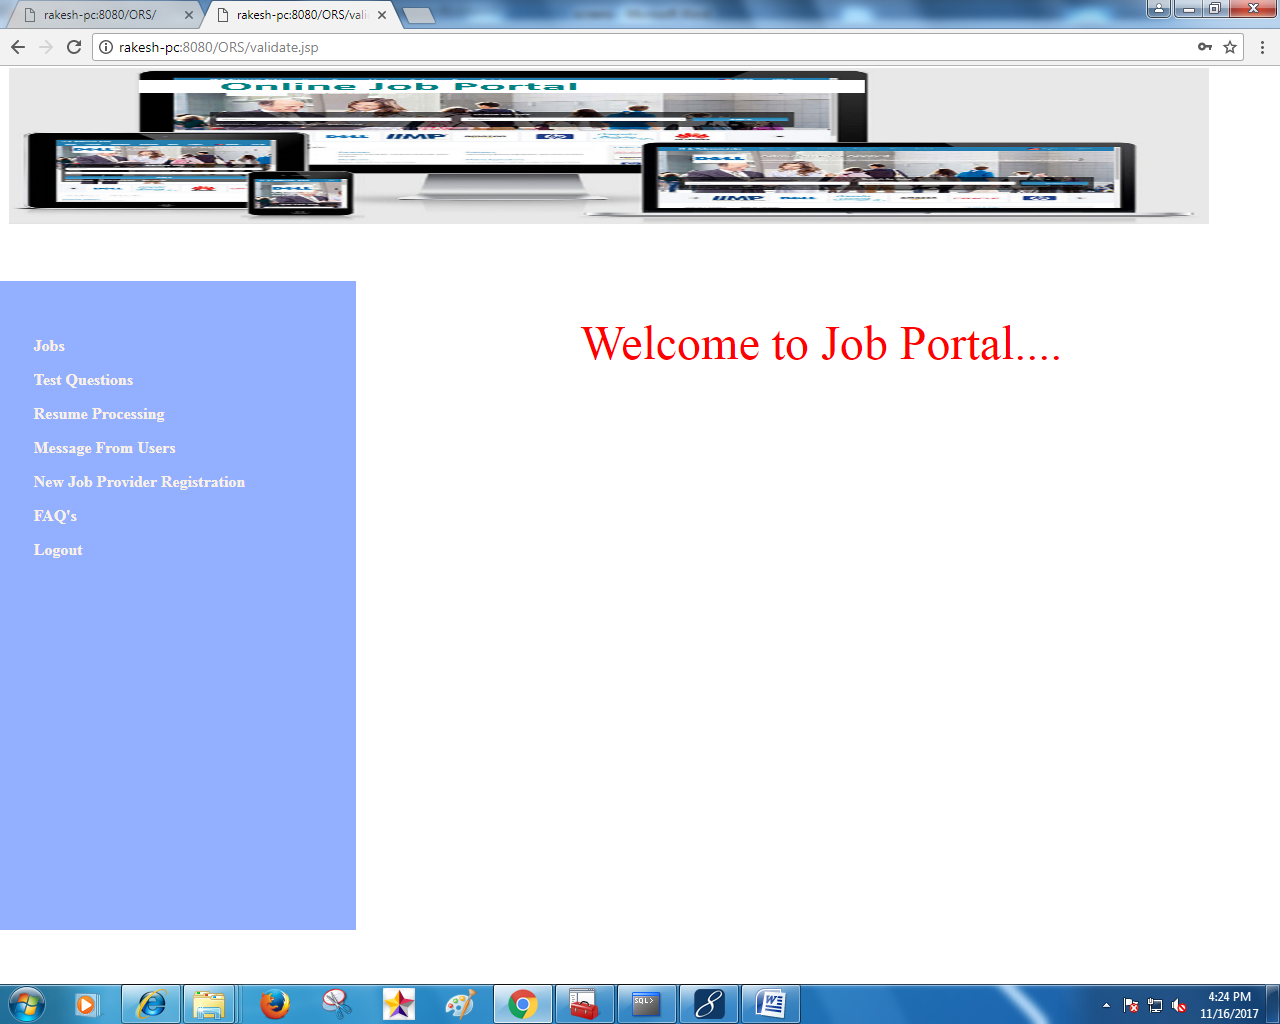 rakesh-pc:8080/ORS/
rakesh-pc:8080/ORS/vali
rakesh-pc:8080/ORS/validate.jsp
Online Job Portal
DELL
Welcome to Job Portal....
Jobs
Test Questions
Resume Processing
Message From Users
New Job Provider Registration
FAQ's
Logout
SQL>
4:24 PM
11/16/2017